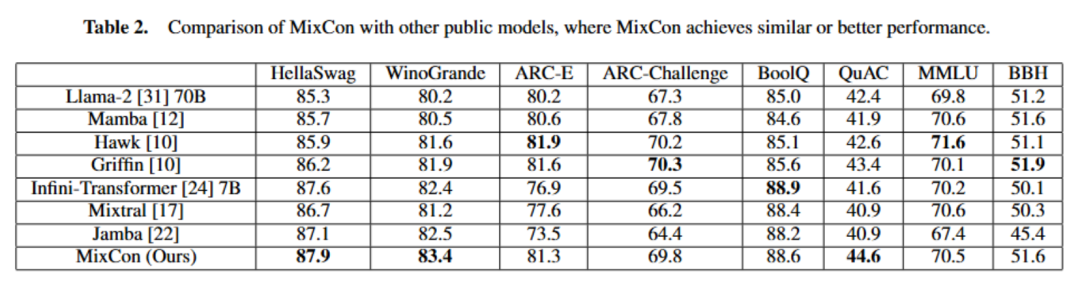 Table 2. Comparison of MixCon with other public models, where MixCon achieves similar or better performance.
HellaSwag WinoGrande ARC-E ARC-Challenge BoolQ QuAC MMLU BBH
Llama-2 [31] 70B 85.3 80.2 80.2 67.3 85.0 42.4 69.8 51.2
Mamba [12] 85.7 80.5 80.6 67.8 84.6 41.9 70.6 51.6
Hawk [10] 85.9 81.6 81.9 70.2 85.1 42.6 71.6 51.1
Griffin [10] 86.2 81.9 81.6 70.3 85.6 43.4 70.1 51.9
Infini-Transformer [24] 7B 87.6 82.4 76.9 69.5 88.9 41.6 70.2 50.1
Mixtral [17] 86.7 81.2 77.6 66.2 88.4 40.9 70.6 50.3
Jamba [22] 87.1 82.5 73.5 64.4 88.2 40.9 67.4 45.4
MixCon (Ours) 87.9 83.4 81.3 69.8 88.6 44.6 70.5 51.6